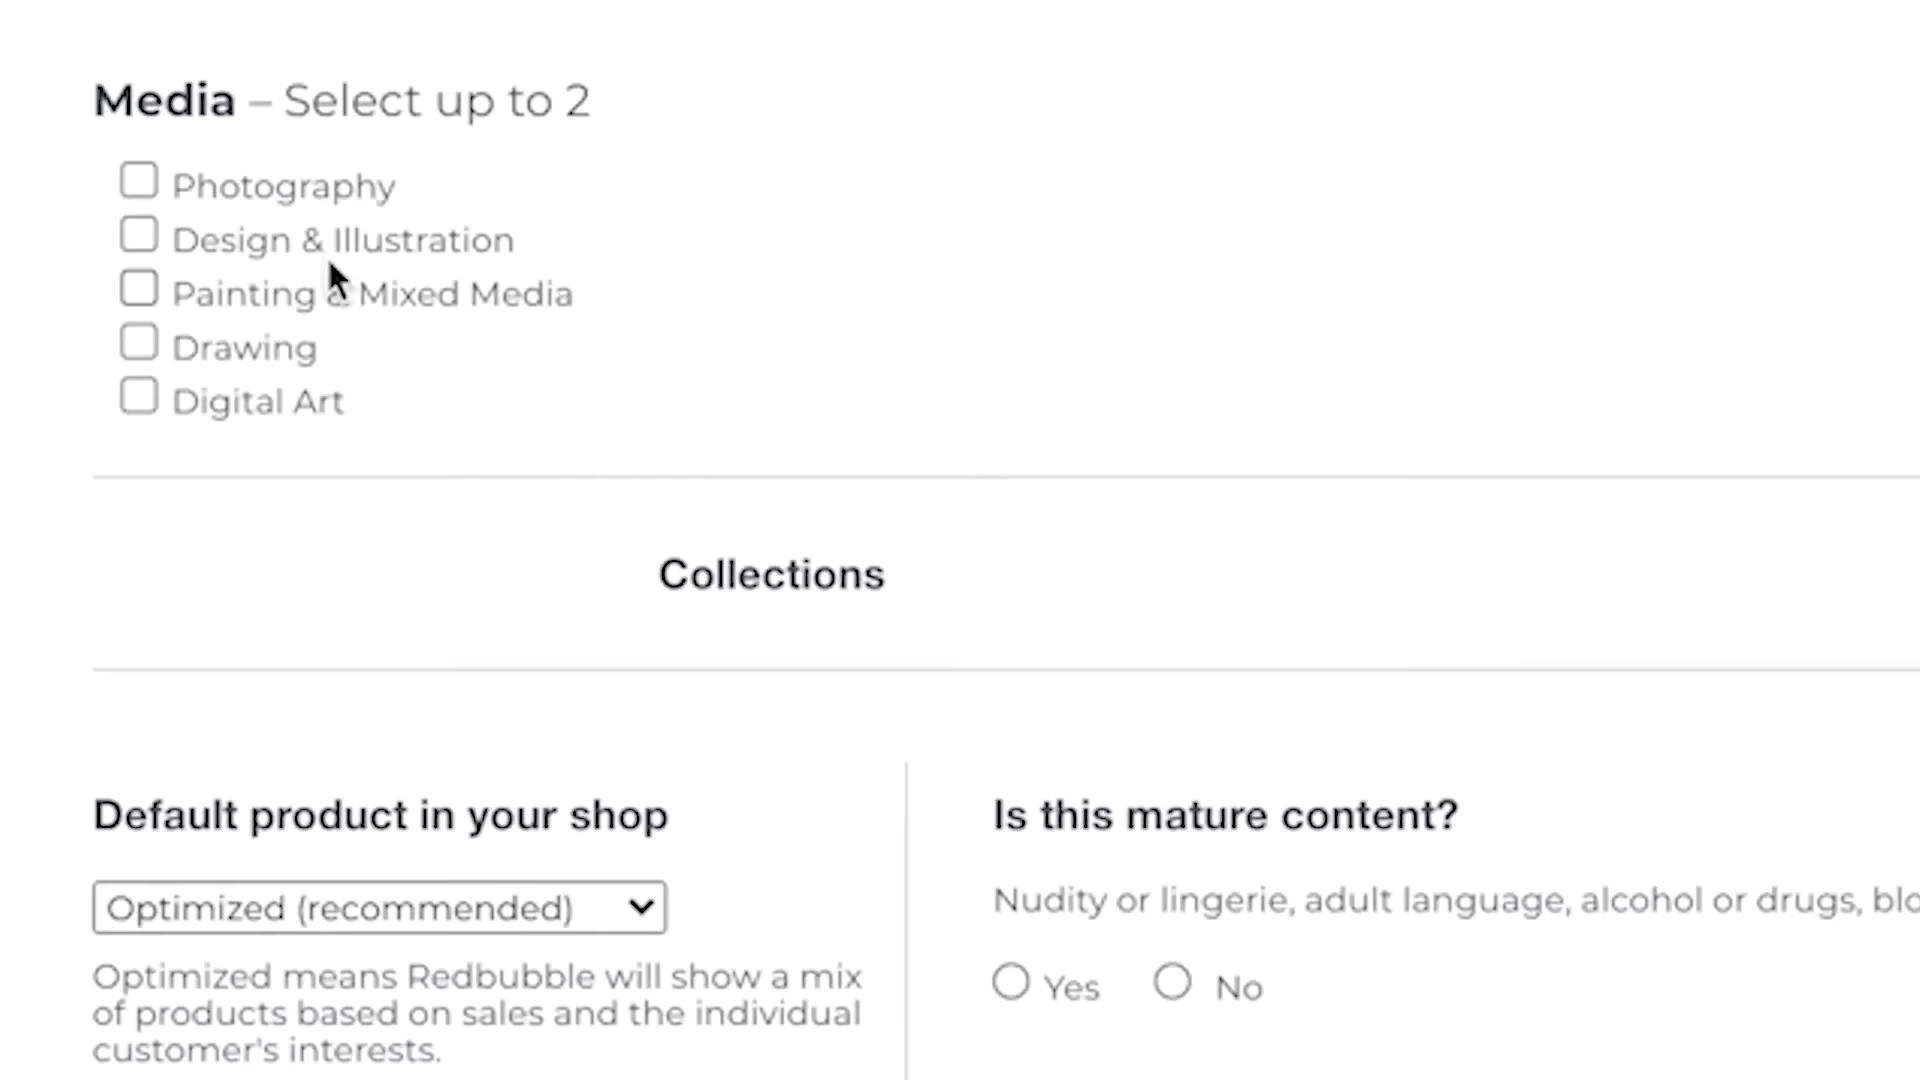 Media – Select up to 2
Photography
Design & Illustration
Painting & Mixed Media
Drawing
Digital Art
Collections
Default product in your shop
Optimized (recommended)
Optimized means Redbubble will show a mix
of products based on sales and the individual
customer's interests.
Is this mature content?
Nudity or lingerie, adult language, alcohol or drugs,
Yes No